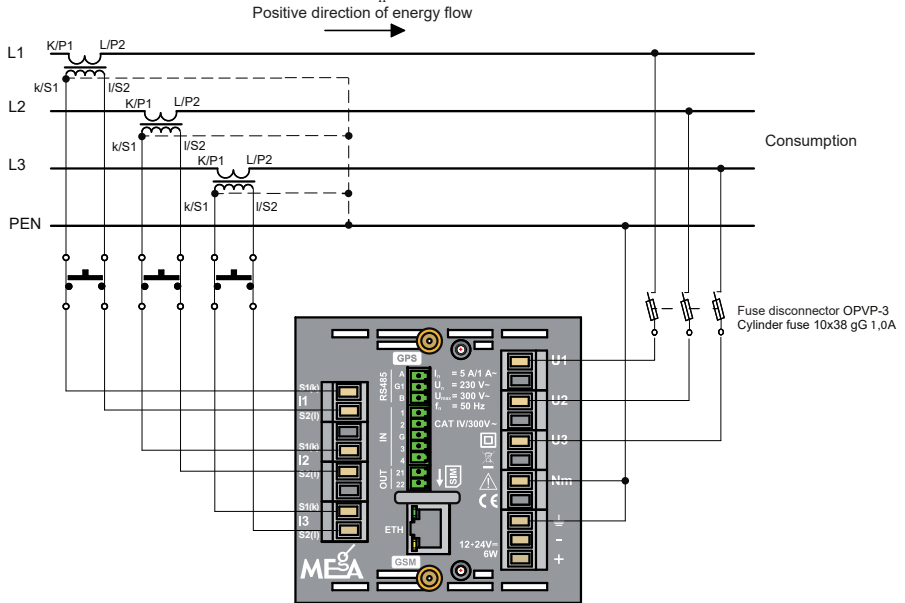 Positive direction of energy flow
L1
K/P1
L/P2
k/S1
l/S2
L2
K/P1
L/P2
k/S1
l/S2
L3
K/P1
L/P2
k/S1
l/S2
PEN
Consumption
Fuse disconnector OPVP-3
Cylinder fuse 10x38 gG 1,0A
GPS
RS485
A
G1
B
IN
1
2
G
3
4
OUT
21
22
ETH
GSM
SIM
In = 5 A/1 A~
Un = 230 V~
Umax = 300 V~
fn = 50 Hz
CAT IV/300V~
CE
12÷24V=
6W
S1(k)
I1
S2(l)
S1(k)
I2
S2(l)
S1(k)
I3
S2(l)
U1
U2
U3
Nm
-
+
MEgA